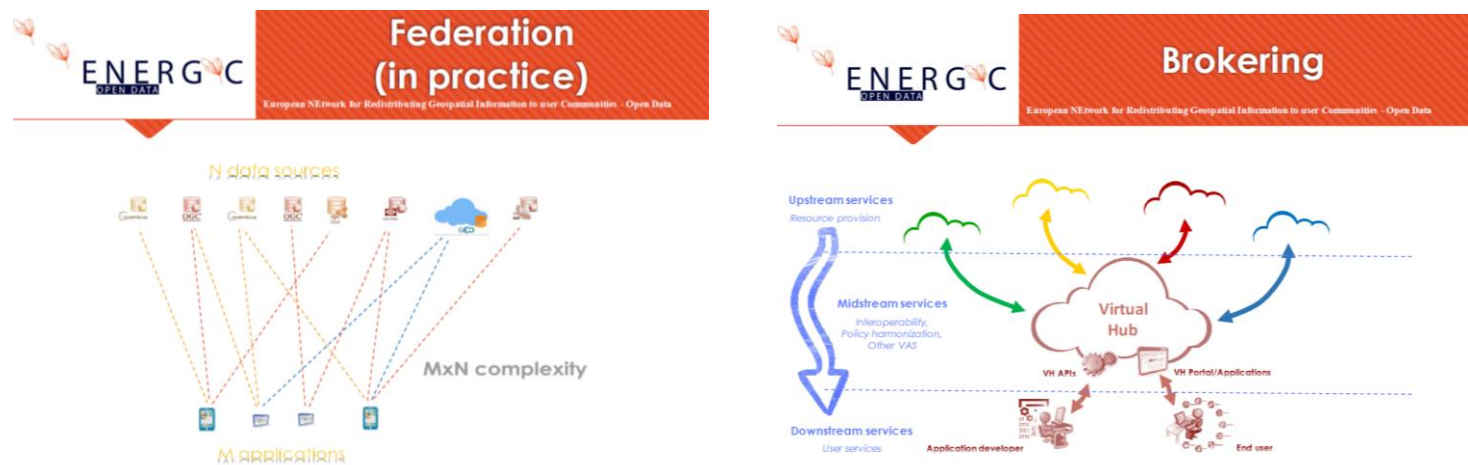 Federation
(in practice)
ENERGIC
OPEN DATA
European NEtwork for Redistributing Geospatial Information to user Communities - Open Data
N data sources
OGC
OGC
MxN complexity
M applications
Brokering
ENERGIC
OPEN DATA
European NEtwork for Redistributing Geospatial Information to user Communities - Open Data
Upstream services
Resource provision
Midstream services
Interoperability,
Policy harmonization,
Other VAS
Virtual
Hub
VH APIs
VH Portal/Applications
Downstream services
User services
Application developer
End user